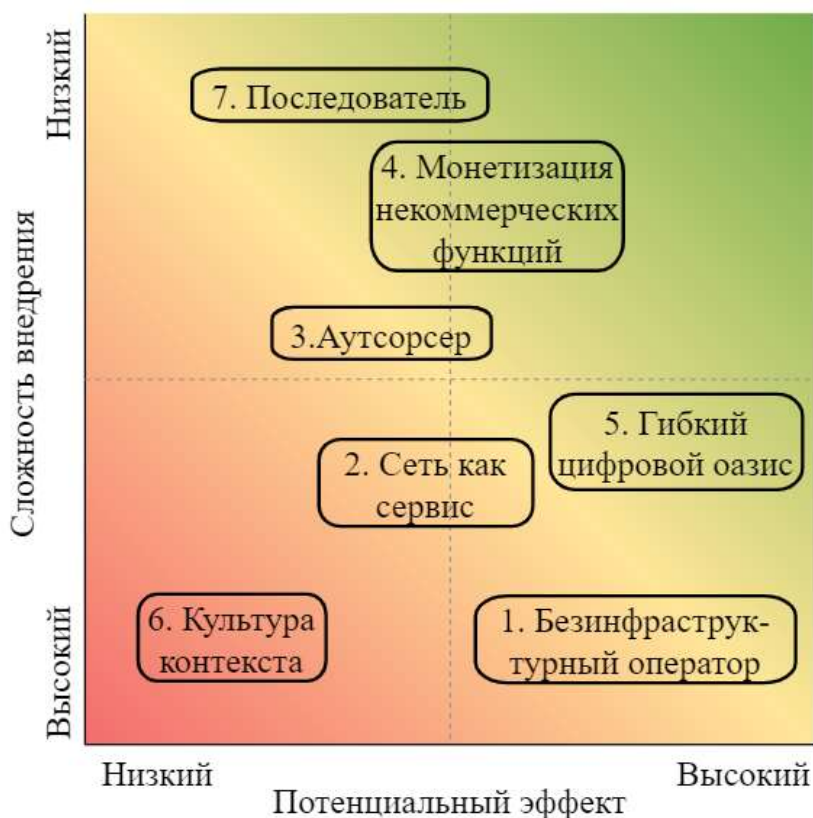 Низкий
7. Последователь
4. Монетизация
некоммерческих
функций
3.Аутсорсер
Сложность внедрения
5. Гибкий
цифровой оазис
2. Сеть как
сервис
6. Культура
контекста
1. Безинфраструк-
турный оператор
Высокий
Низкий
Высокий
Потенциальный эффект